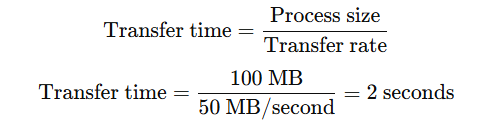 Transfer time = Process size / Transfer rate
Transfer time = 100 MB / 50 MB/second = 2 seconds